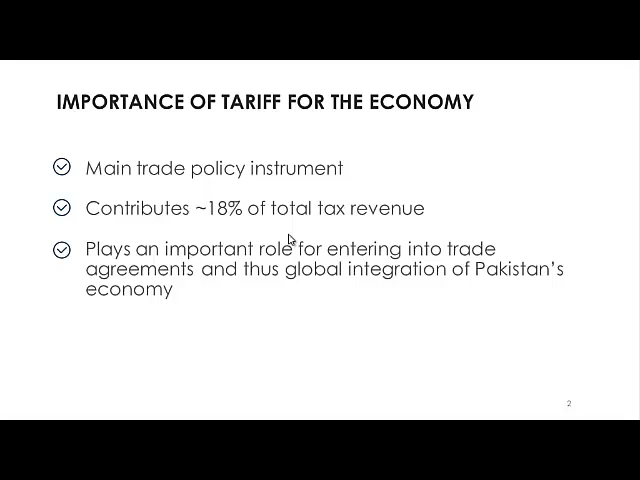 IMPORTANCE OF TARIFF FOR THE ECONOMY
Main trade policy instrument
Contributes ~18% of total tax revenue
Plays an important role for entering into trade
agreements and thus global integration of Pakistan’s
economy
2